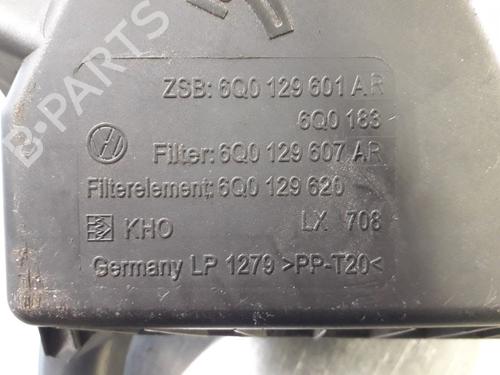 ZSB: 6Q0 129 601 AR
6Q0 183
Filter: 6Q0 129 607 AR
Filterelement: 6Q0 129 620
KHO LX 708
Germany LP 1279 >PP-T20<